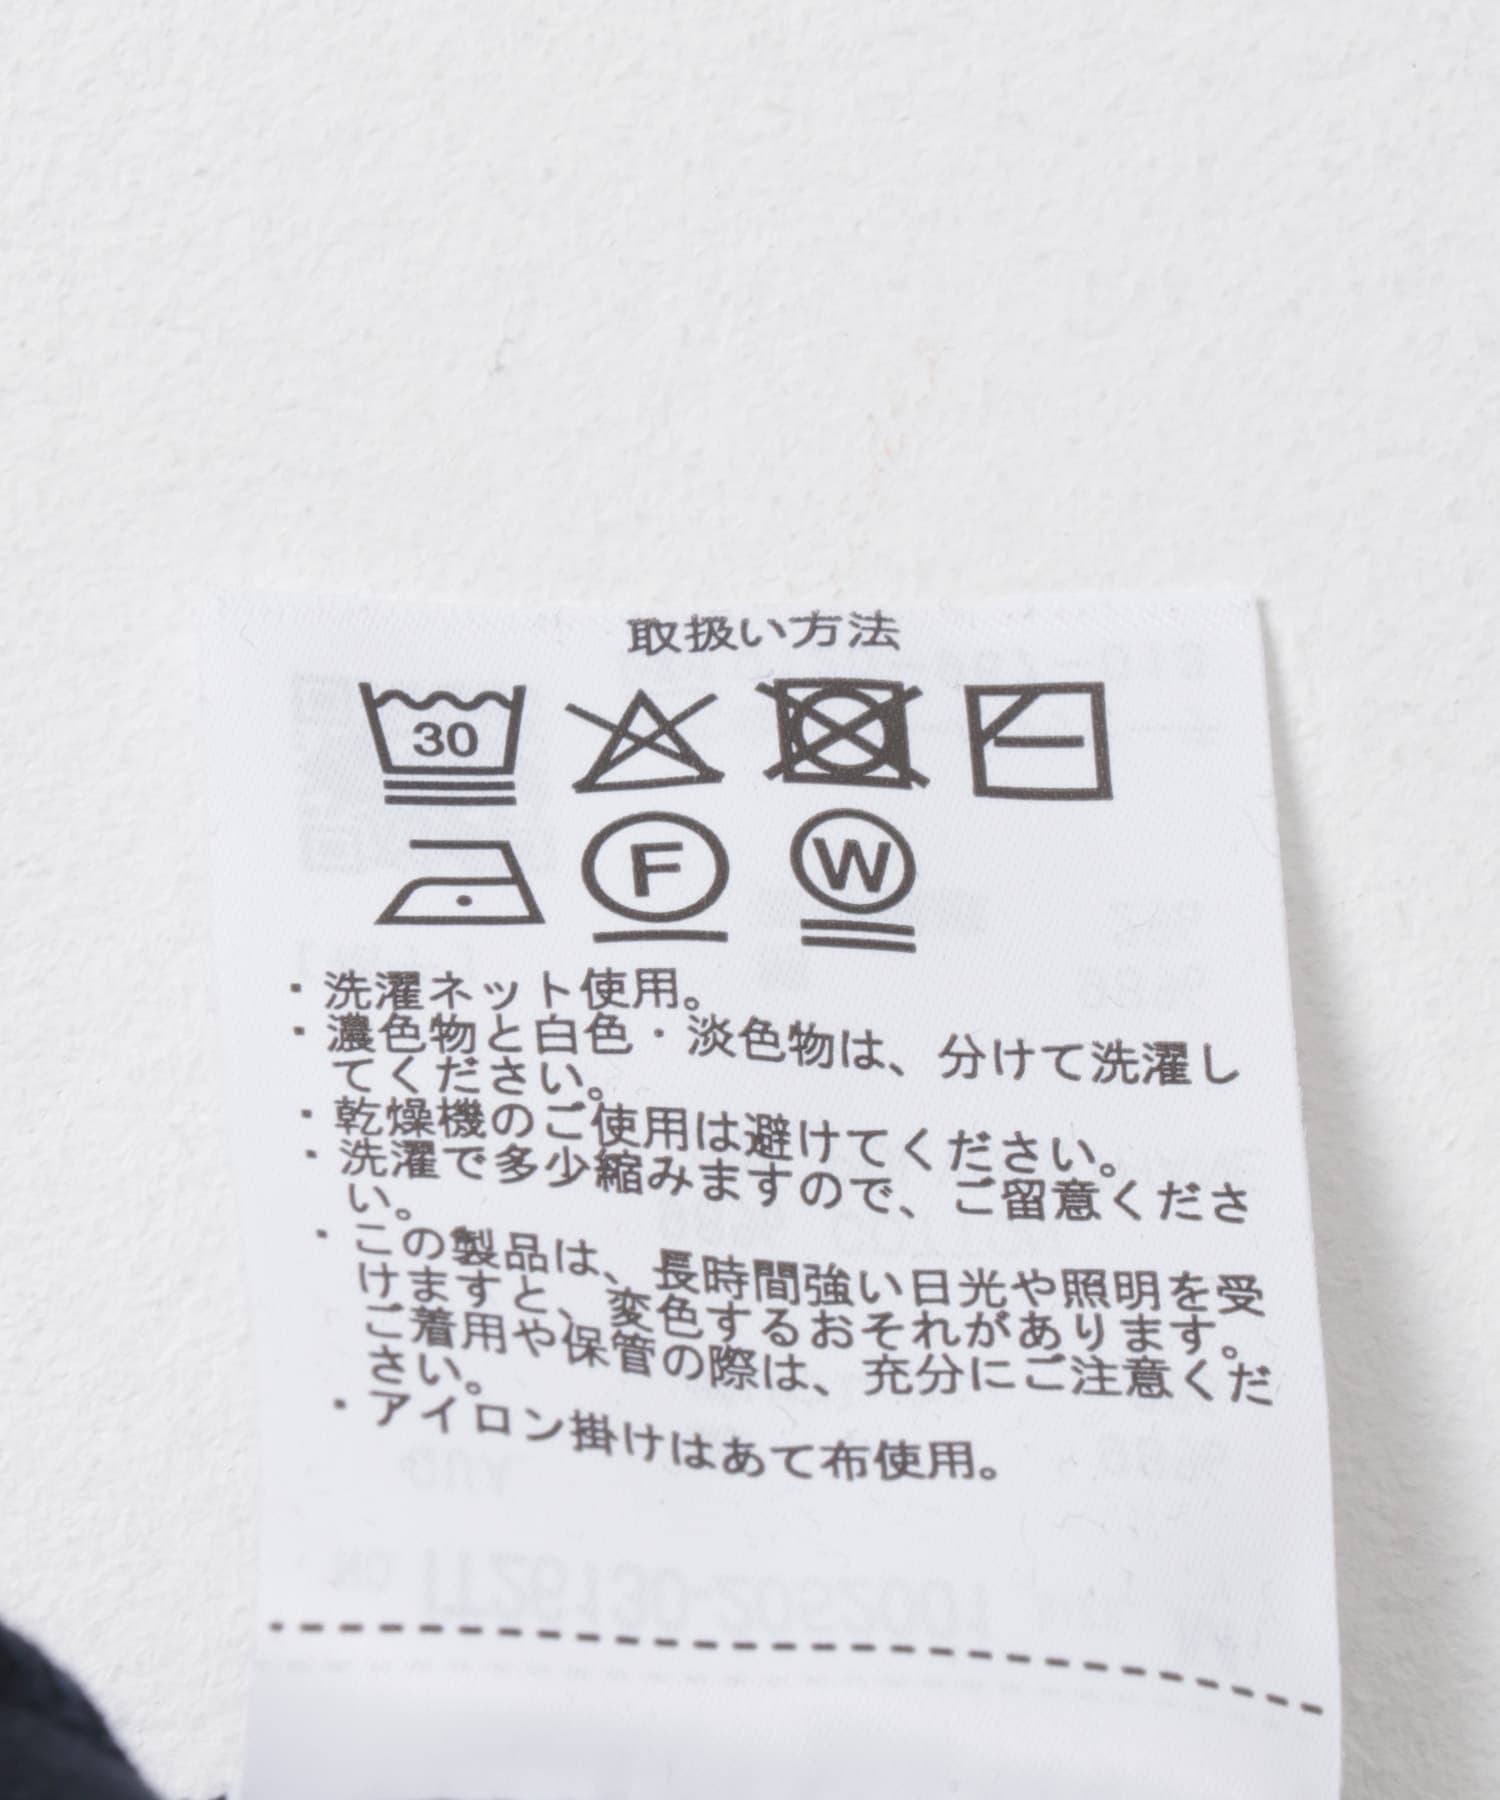 取扱い方法
30
F W
・洗濯ネット使用。
・濃色物と白色・淡色物は、分けて洗濯し
てください。
・乾燥機のご使用は避けてください。
・洗濯で多少縮みますので、ご留意くださ
い。
・この製品は、長時間強い日光や照明を受
けますと、変色するおそれがあります。
ご着用や保管の際は、充分にご注意くだ
さい。
・アイロン掛けはあて布使用。